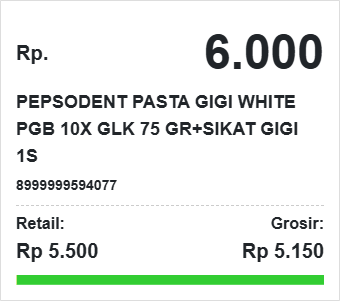 Rp. 6.000
PEPSODENT PASTA GIGI WHITE
PGB 10X GLK 75 GR+SIKAT GIGI
1S
8999999594077
Retail: Grosir:
Rp 5.500 Rp 5.150